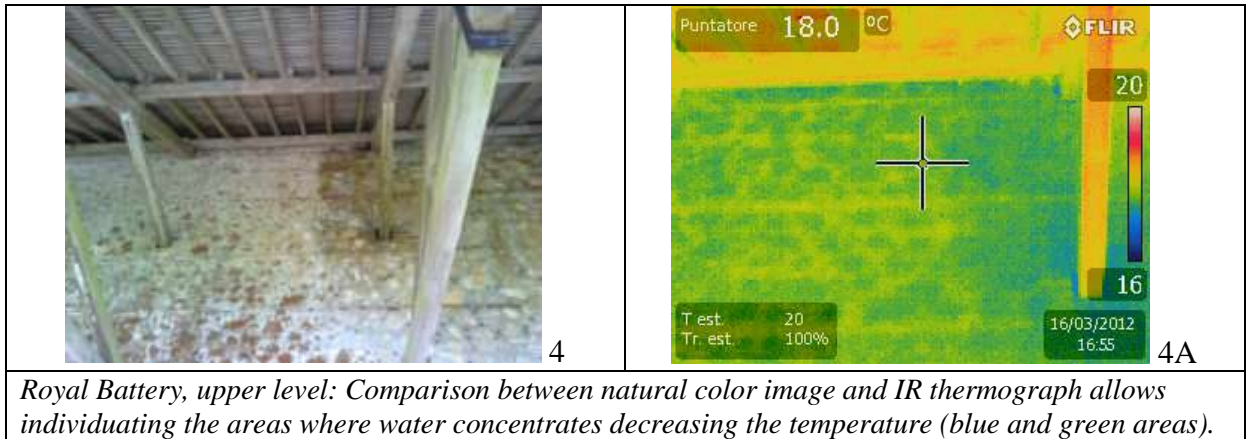 Puntatore 18.0 °C FLIR
20
16
T est. 20
Tr. est. 100%
16/03/2012
16:55
4 4A
Royal Battery, upper level: Comparison between natural color image and IR thermograph allows
individuating the areas where water concentrates decreasing the temperature (blue and green areas).